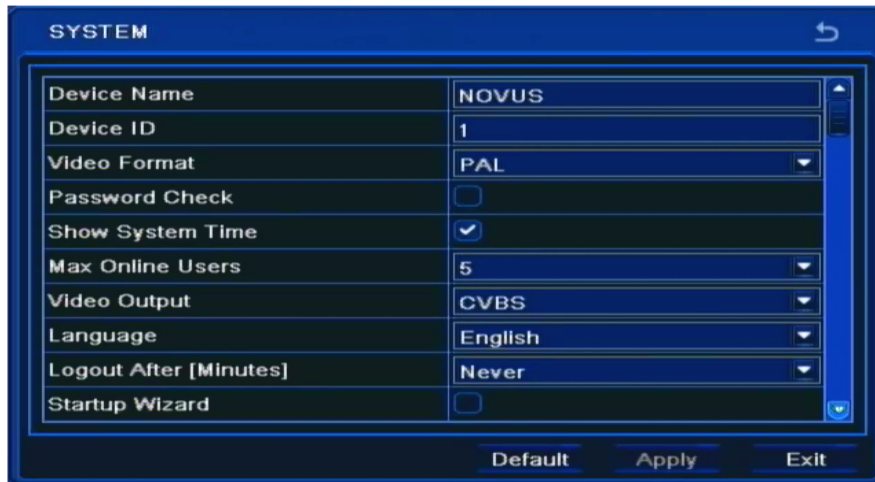 SYSTEM
Device Name NOVUS
Device ID 1
Video Format PAL
Password Check
Show System Time
Max Online Users 5
Video Output CVBS
Language English
Logout After [Minutes] Never
Startup Wizard
Default Apply Exit